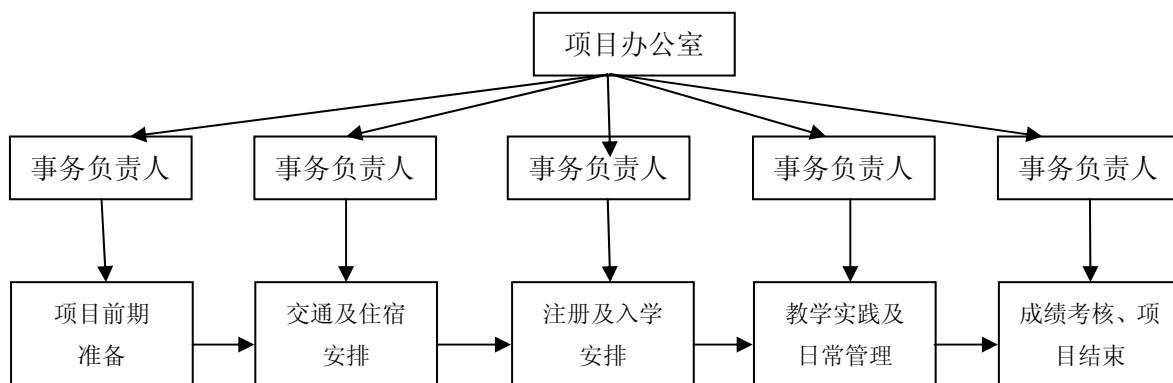 项目办公室
事务负责人
事务负责人
事务负责人
事务负责人
事务负责人
项目前期
准备
交通及住宿
安排
注册及入学
安排
教学实践及
日常管理
成绩考核、项
目结束